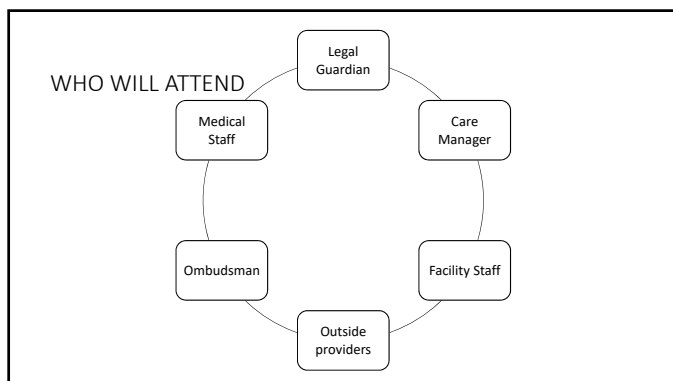 WHO WILL ATTEND
Legal
Guardian
Care
Manager
Facility Staff
Outside
providers
Ombudsman
Medical
Staff